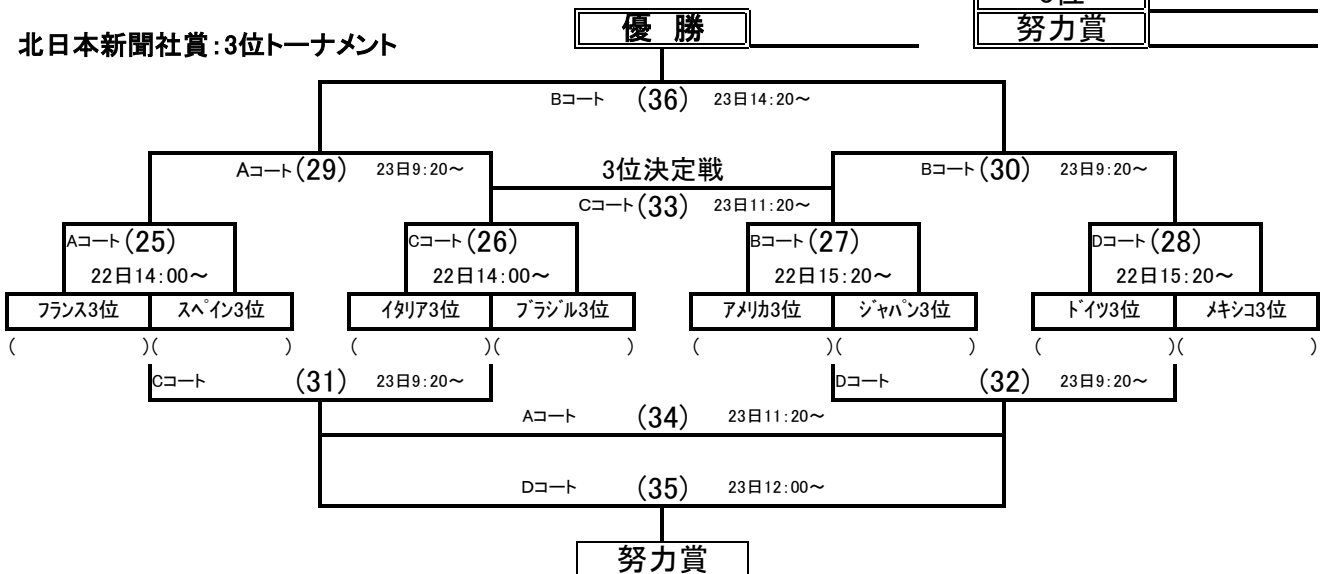 優 勝
努力賞
北日本新聞社賞：3位トーナメント
Bコート (36) 23日14：20～
Aコート (29) 23日9：20～
3位決定戦
Bコート (30) 23日9：20～
Cコート (33) 23日11：20～
Aコート (25)
Cコート (26)
Bコート (27)
Dコート (28)
22日14：00～
22日14：00～
22日15：20～
22日15：20～
フランス3位 スペイン3位 イタリア3位 ブラジル3位 アメリカ3位 ジャパン3位 ドイツ3位 メキシコ3位
( )( ) ( )( ) ( )( ) ( )( )
Cコート (31) 23日9：20～
Dコート (32) 23日9：20～
Aコート (34) 23日11：20～
Dコート (35) 23日12：00～
努力賞